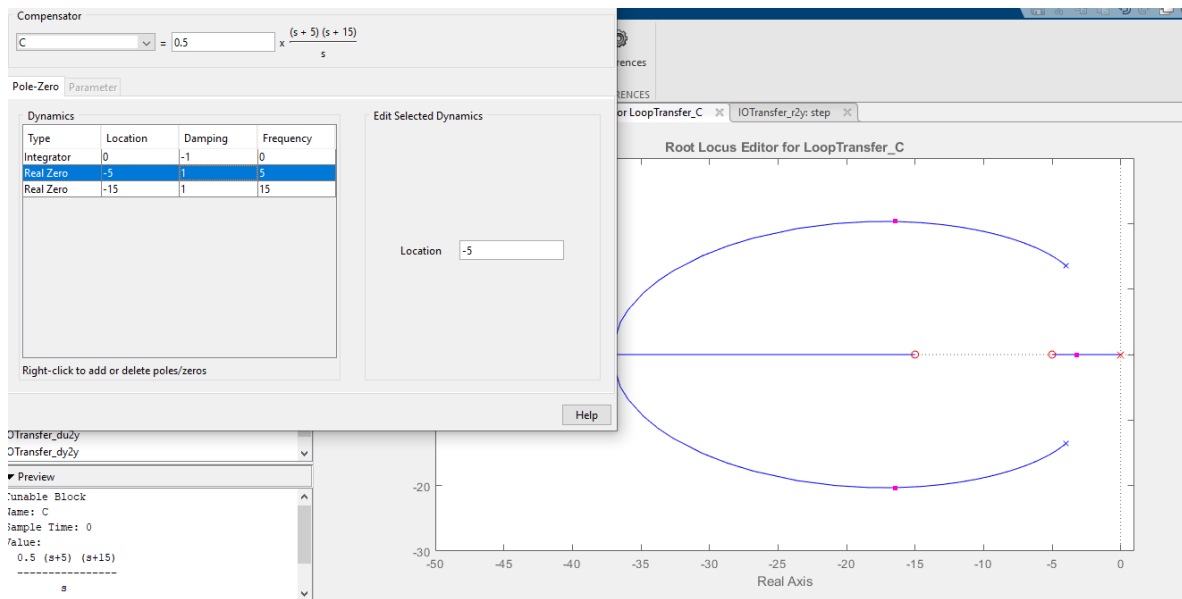 Compensator
C = 0.5 x (s + 5) (s + 15)
s
rences
Pole-Zero Parameter
RENCES
Dynamics
Edit Selected Dynamics
or LoopTransfer_C IOTransfer_r2y: step
Type Location Damping Frequency
Integrator 0 -1 0
Real Zero -5 1 5
Real Zero -15 1 15
Location -5
Right-click to add or delete poles/zeros
Help
Root Locus Editor for LoopTransfer_C
-20
-30
-50 -45 -40 -35 -30 -25 -20 -15 -10 -5 0
Real Axis
OTransfer_du2y
OTransfer_dy2y
Preview
Tunable Block
Name: C
Sample Time: 0
Value:
0.5 (s+5) (s+15)
----------------
s